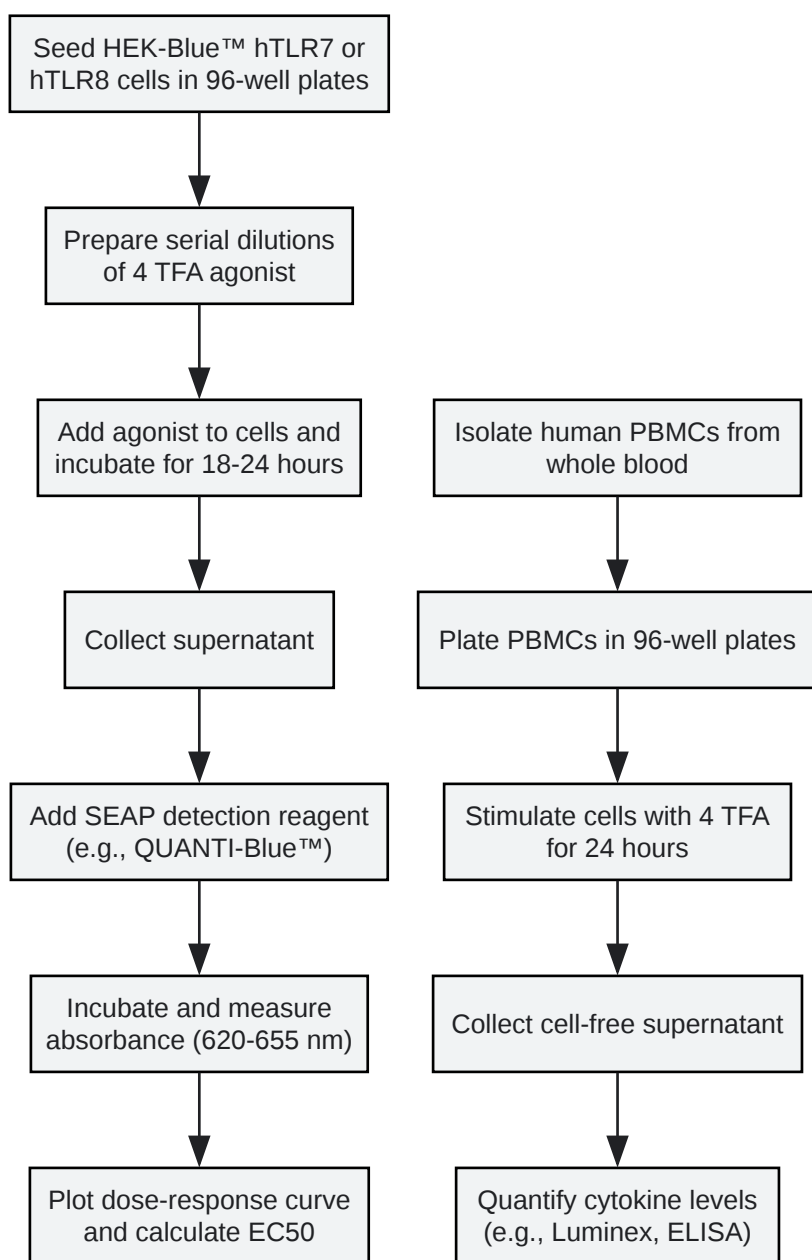 Seed HEK-Blue™ hTLR7 or
hTLR8 cells in 96-well plates
Prepare serial dilutions
of 4 TFA agonist
Add agonist to cells and
incubate for 18-24 hours
Collect supernatant
Add SEAP detection reagent
(e.g., QUANTI-Blue™)
Incubate and measure
absorbance (620-655 nm)
Plot dose-response curve
and calculate EC50
Isolate human PBMCs from
whole blood
Plate PBMCs in 96-well plates
Stimulate cells with 4 TFA
for 24 hours
Collect cell-free supernatant
Quantify cytokine levels
(e.g., Luminex, ELISA)